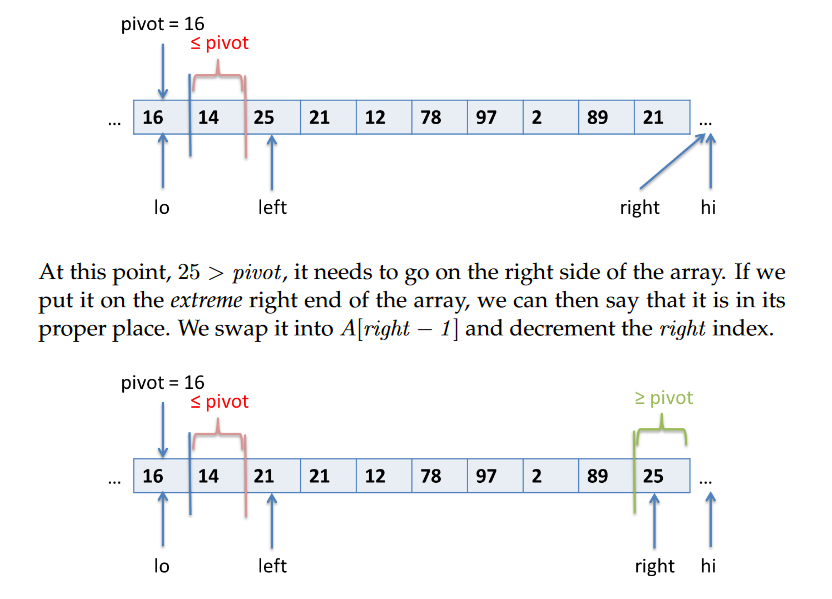 pivot = 16
≤ pivot
... 16 14 25 21 12 78 97 2 89 21 ...
lo left right hi
At this point, 25 > pivot, it needs to go on the right side of the array. If we
put it on the extreme right end of the array, we can then say that it is in its
proper place. We swap it into A[right − 1] and decrement the right index.
pivot = 16
≤ pivot ≥ pivot
... 16 14 21 21 12 78 97 2 89 25 ...
lo left right hi